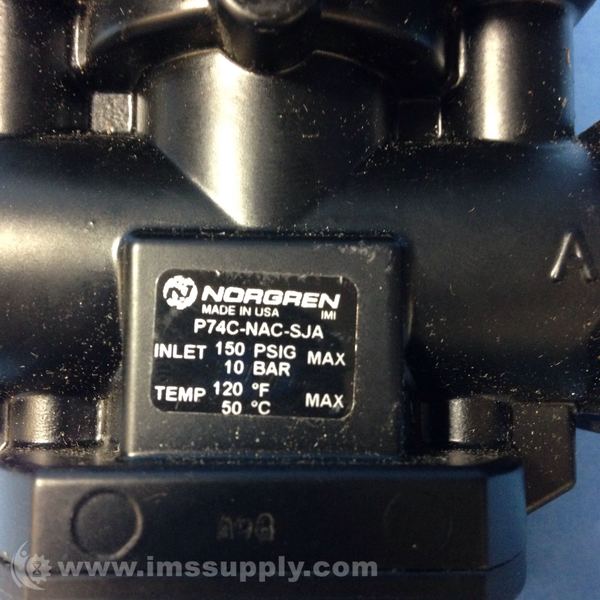 NORGREN
MADE IN USA IMI
P74C-NAC-SJA
INLET 150 PSIG MAX
10 BAR
TEMP 120 °F MAX
50 °C
A
www.imssupply.com